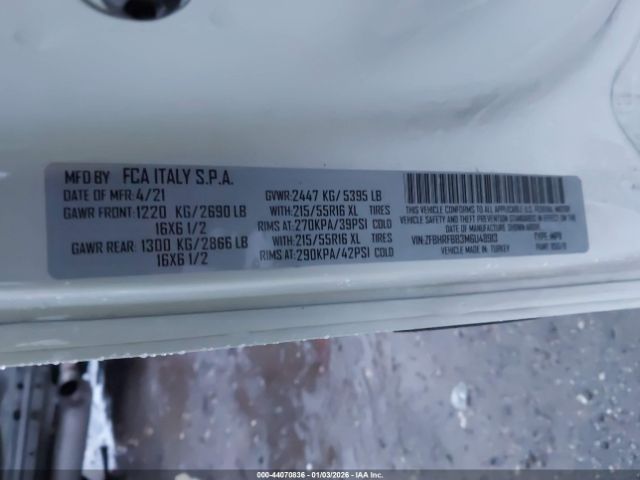 MFD BY FCA ITALY S.P.A.
DATE OF MFR: 4/21 GVWR: 2447 KG/5395 LB
GAWR FRONT: 1220 KG/2690 LB WITH: 215/55R16 XL TIRES
16X6 1/2 RIMS AT: 270KPA/39PSI COLD
GAWR REAR: 1300 KG/2866 LB WITH: 215/55R16 XL TIRES
16X6 1/2 RIMS AT: 290KPA/42PSI COLD
THIS VEHICLE CONFORMS TO ALL APPLICABLE U.S. FEDERAL MOTOR
VEHICLE SAFETY AND THEFT PREVENTION STANDARDS IN EFFECT ON THE
DATE OF MANUFACTURE SHOWN ABOVE.
VIN: TYPE: MPV
MADE IN: TURKEY
000-44070836 - 01/03/2026 - IAA Inc.